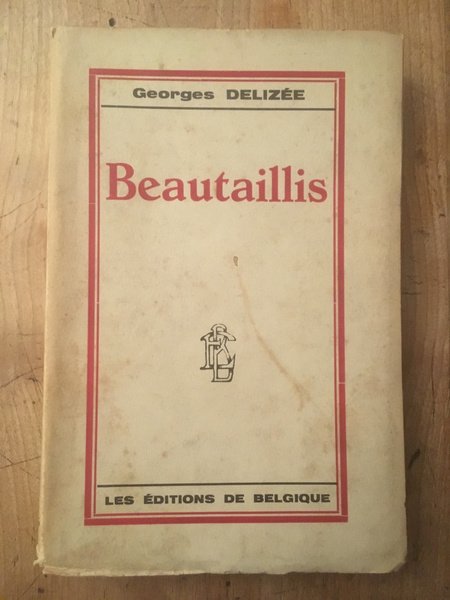 Georges DELIZÉE
Beautaillis
LES ÉDITIONS DE BELGIQUE